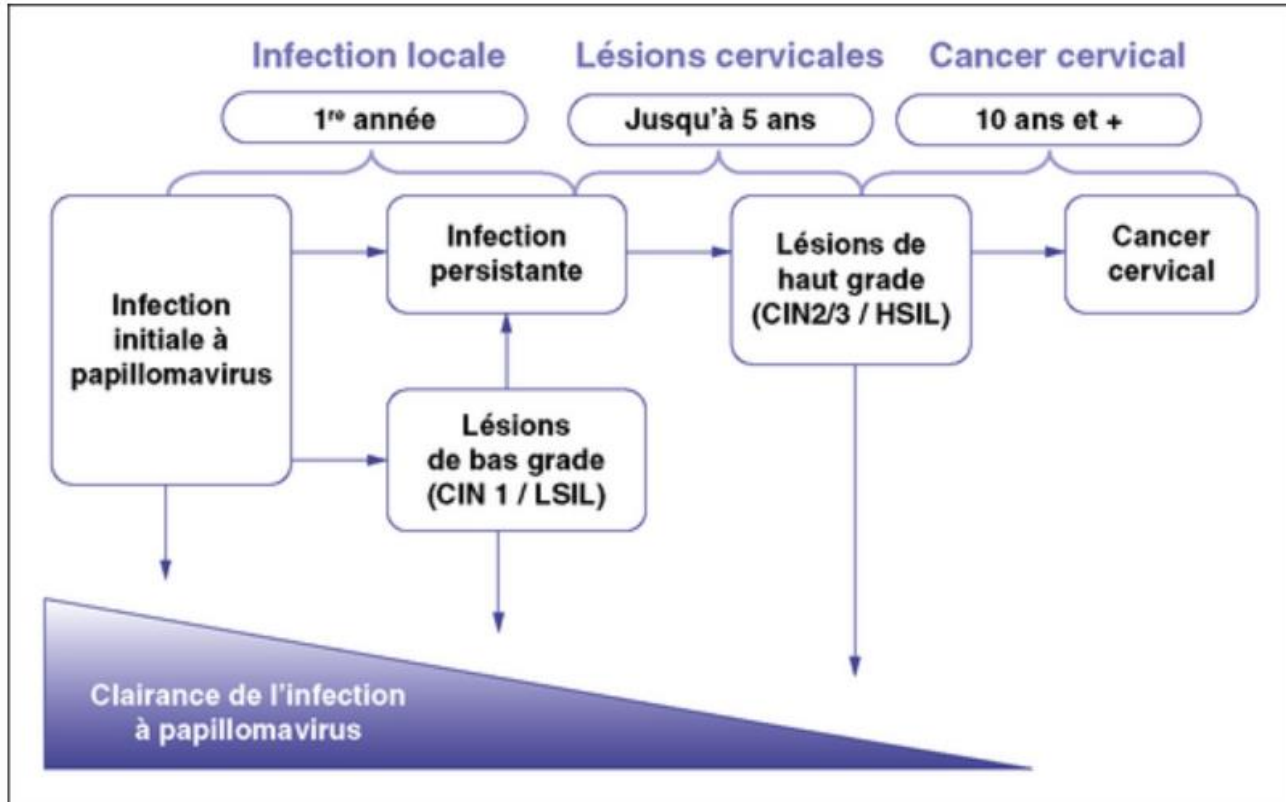 Infection locale
Lésions cervicales
Cancer cervical
1re année
Jusqu'à 5 ans
10 ans et +
Infection
initiale à
papillomavirus
Infection
persistante
Lésions
de bas grade
(CIN 1 / LSIL)
Lésions de
haut grade
(CIN2/3 / HSIL)
Cancer
cervical
Clairance de l'infection
à papillomavirus